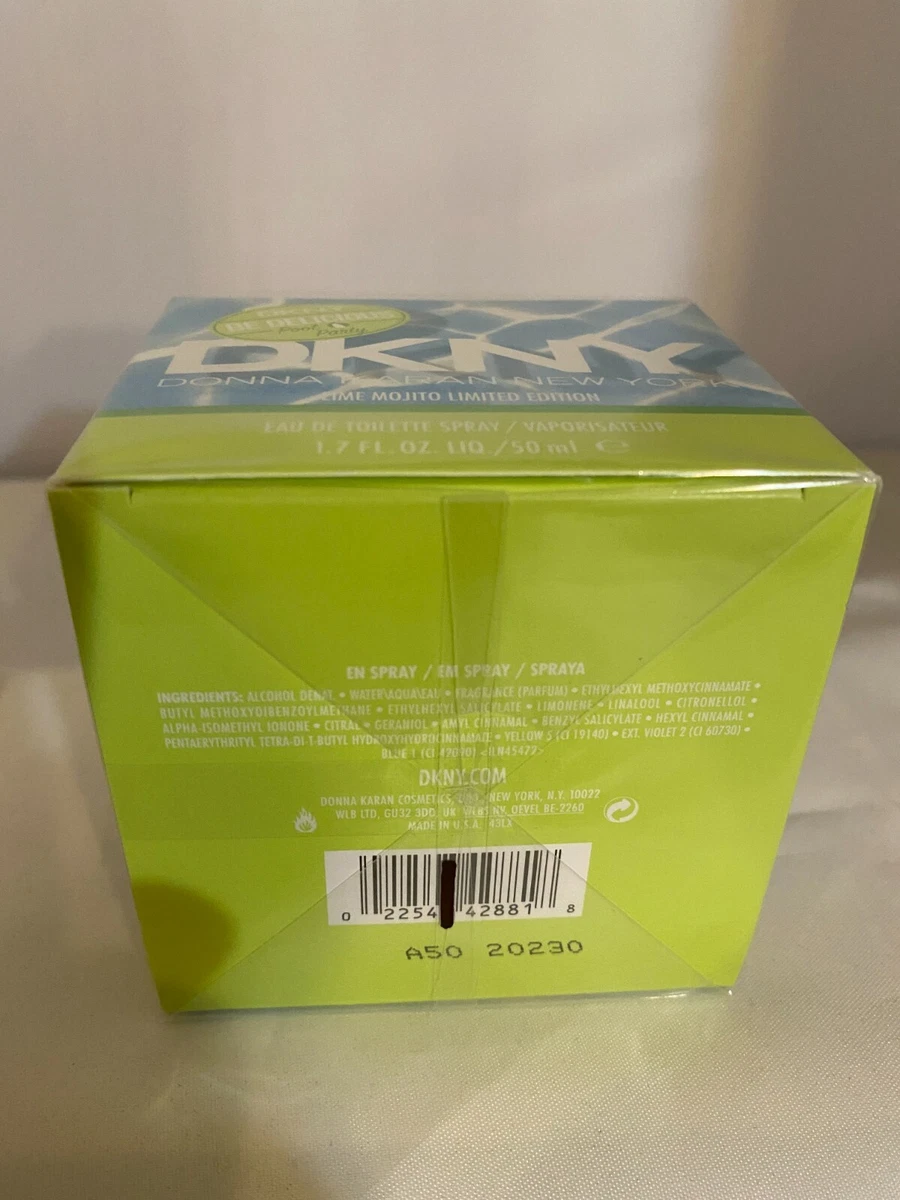 BE DELICIOUS
Pool Party
DKNY
DONNA KARAN NEW YORK
LIME MOJITO LIMITED EDITION
EAU DE TOILETTE SPRAY / VAPORISATEUR
1.7 FL. OZ. LIQ./50 ml e
EN SPRAY / EM SPRAY / SPRAYA
INGREDIENTS: ALCOHOL DENAT. • WATER\AQUA\EAU • FRAGRANCE (PARFUM) • ETHYLHEXYL METHOXYCINNAMATE •
BUTYL METHOXYDIBENZOYLMETHANE • ETHYLHEXYL SALICYLATE • LIMONENE • LINALOOL • CITRONELLOL •
ALPHA-ISOMETHYL IONONE • CITRAL • GERANIOL • AMYL CINNAMAL • BENZYL SALICYLATE • HEXYL CINNAMAL •
PENTAERYTHRITYL TETRA-DI-T-BUTYL HYDROXYHYDROCINNAMATE • YELLOW 5 (CI 19140) • EXT. VIOLET 2 (CI 60730) •
BLUE 1 (CI 42090) <ILN45472>
DKNY.COM
DONNA KARAN COSMETICS, NEW YORK, N.Y. 10022
WLB LTD, GU32 3DD, UK WLBS NV, OEVEL BE-2260
MADE IN U.S.A. 43LX
0 2254 42881 8
A50 20230